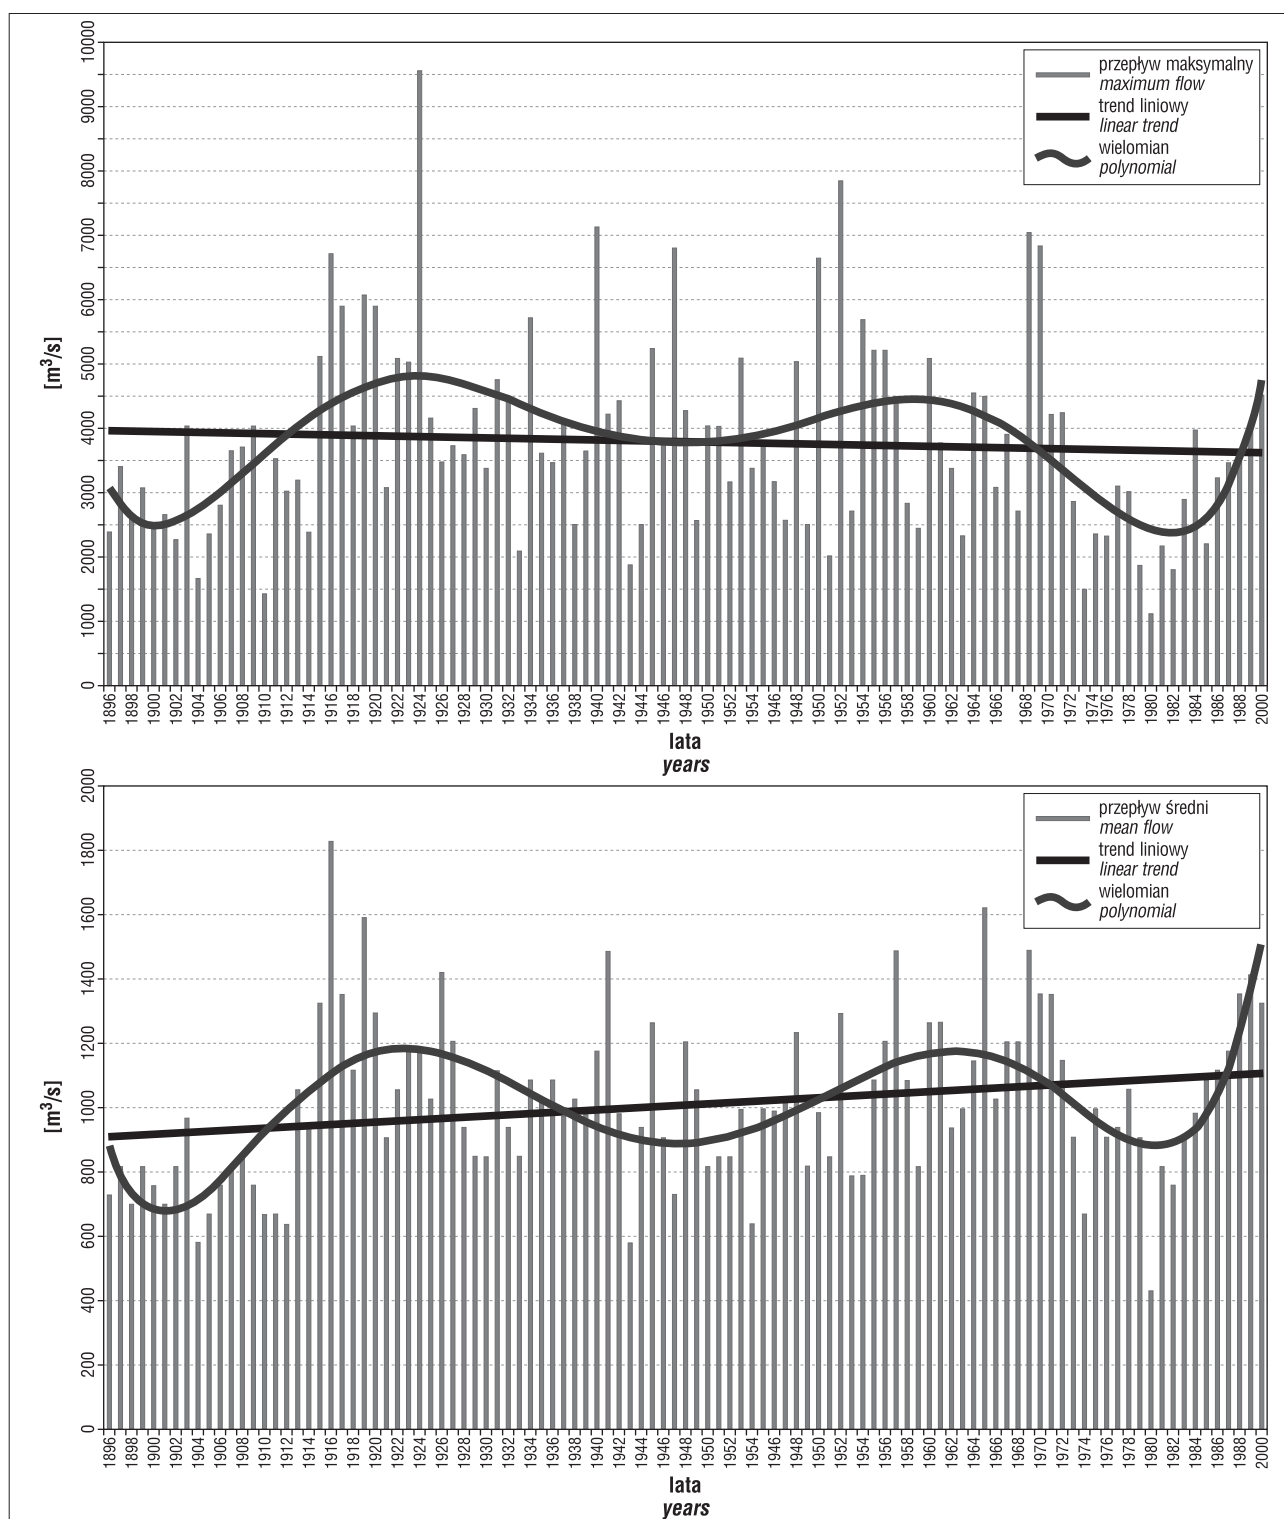 10000
9000
8000
7000
6000
5000
4000
3000
2000
1000
0
[m³/s]
przepływ maksymalny
maximum flow
trend liniowy
linear trend
wielomian
polynomial
1896 1898 1900 1902 1904 1906 1908 1910 1912 1914 1916 1918 1920 1922 1924 1926 1928 1930 1932 1934 1936 1938 1940 1942 1944 1946 1948 1950 1952 1954 1946 1948 1950 1952 1954 1956 1958 1960 1962 1964 1966 1968 1970 1972 1974 1976 1978 1980 1982 1984 1986 1988 2000
lata
years
2000
1800
1600
1400
1200
1000
800
600
400
200
0
[m³/s]
przepływ średni
mean flow
trend liniowy
linear trend
wielomian
polynomial
1896 1898 1900 1902 1904 1906 1908 1910 1912 1914 1916 1918 1920 1922 1924 1926 1928 1930 1932 1934 1936 1938 1940 1942 1944 1946 1948 1950 1952 1954 1946 1948 1950 1952 1954 1956 1958 1960 1962 1964 1966 1968 1970 1972 1974 1976 1978 1980 1982 1984 1986 1988 2000
lata
years